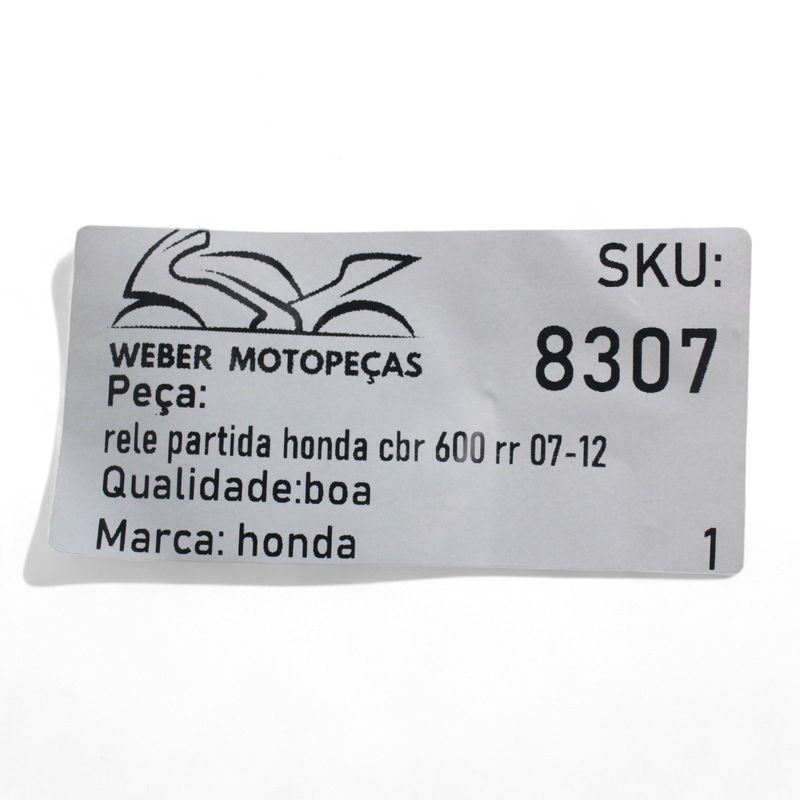 WEBER MOTOPEÇAS
SKU:
8307
Peça:
rele partida honda cbr 600 rr 07-12
Qualidade:boa
Marca: honda
1